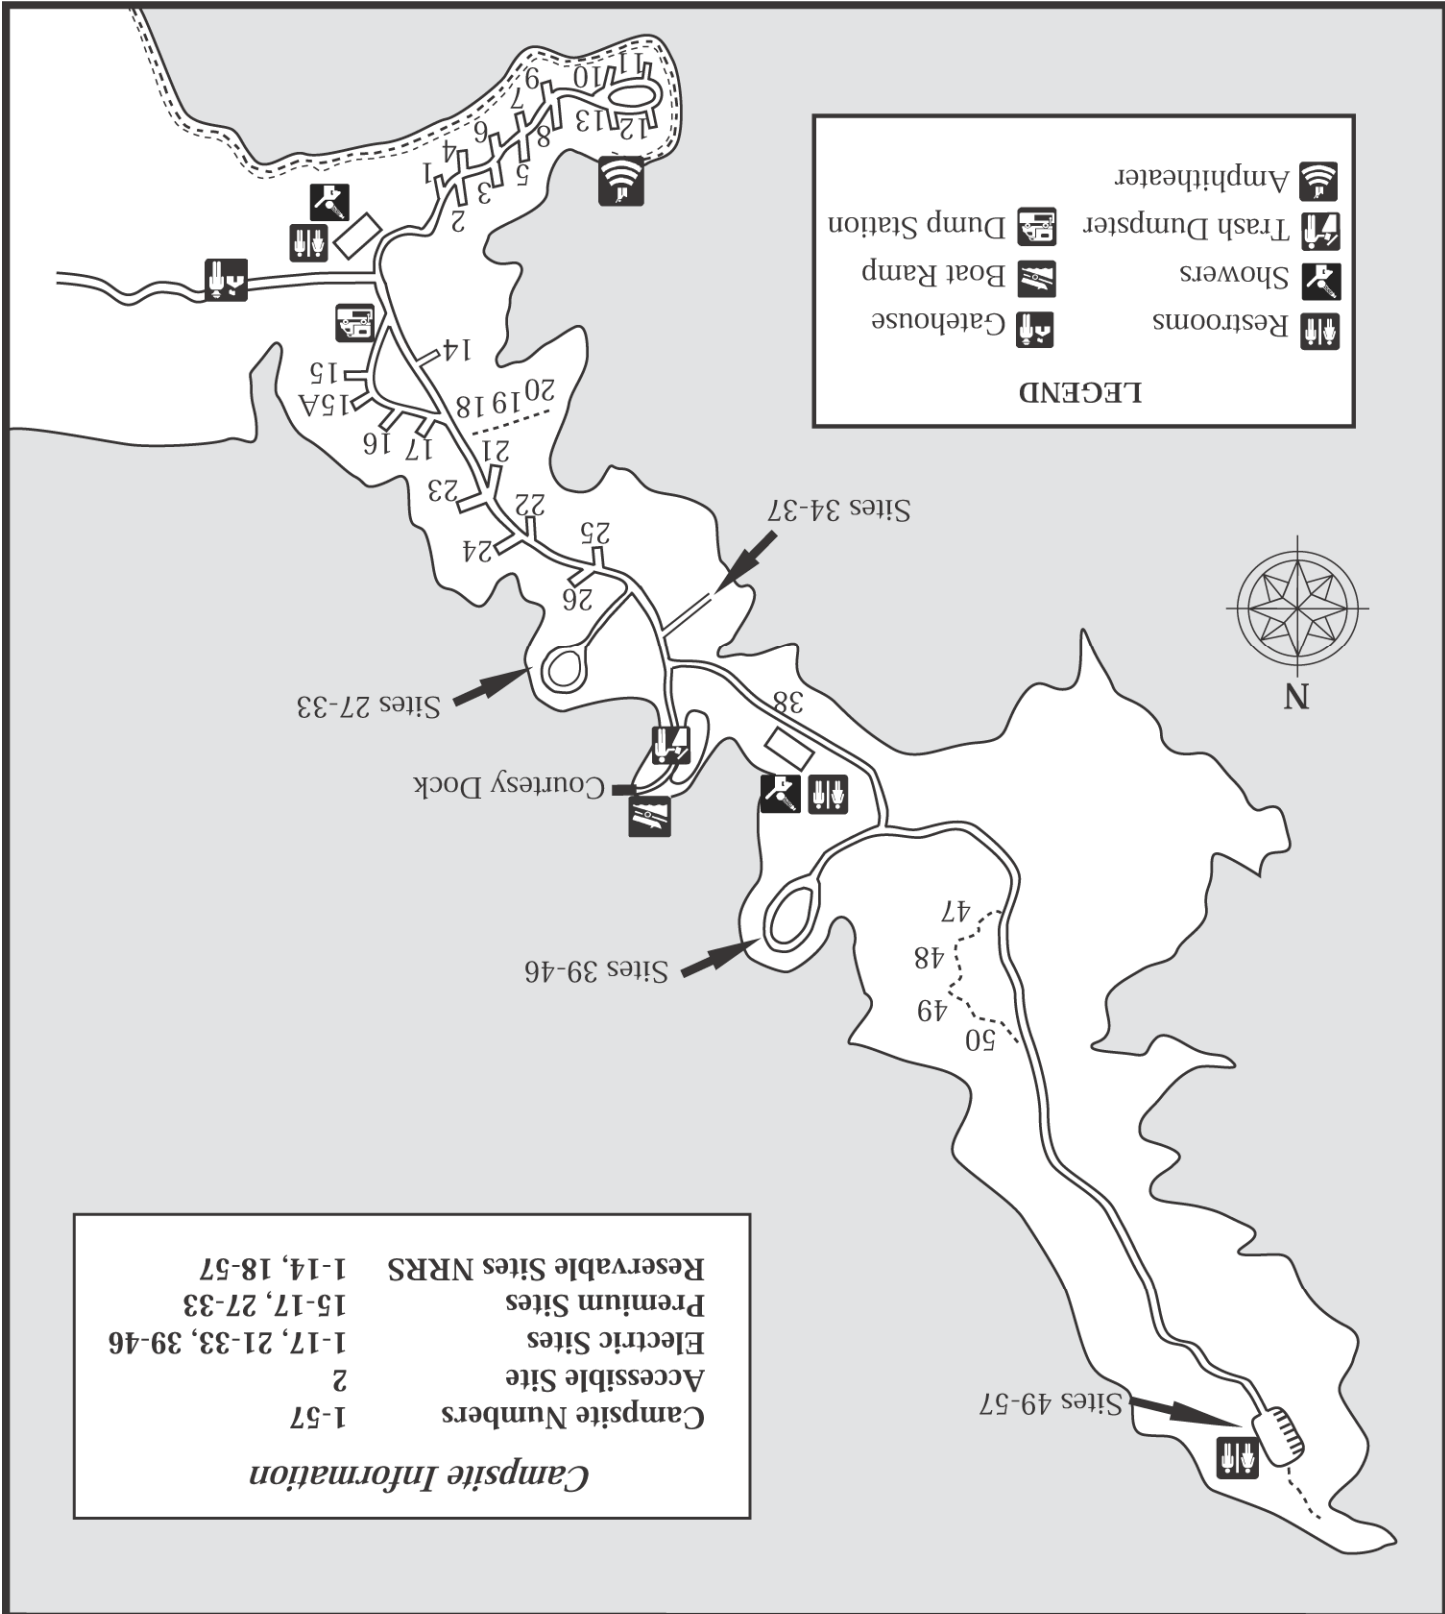 Campsite Information
Campsite Numbers 1-57
Accessible Site 2
Electric Sites 1-17, 21-33, 39-46
Premium Sites 15-17, 27-33
Reservable Sites NRRS 1-14, 18-57
Sites 49-57
50
49
48
47
Sites 39-46
Courtesy Dock
38
Sites 27-33
N
26
Sites 34-37
25
24
22
23
21
17
16
20 19 18
15A
15
14
LEGEND
Restrooms
Showers
Trash Dumpster
Amphitheater
Gatehouse
Boat Ramp
Dump Station
2
1
3
4
5
6
8
7
12
13
9
10
11